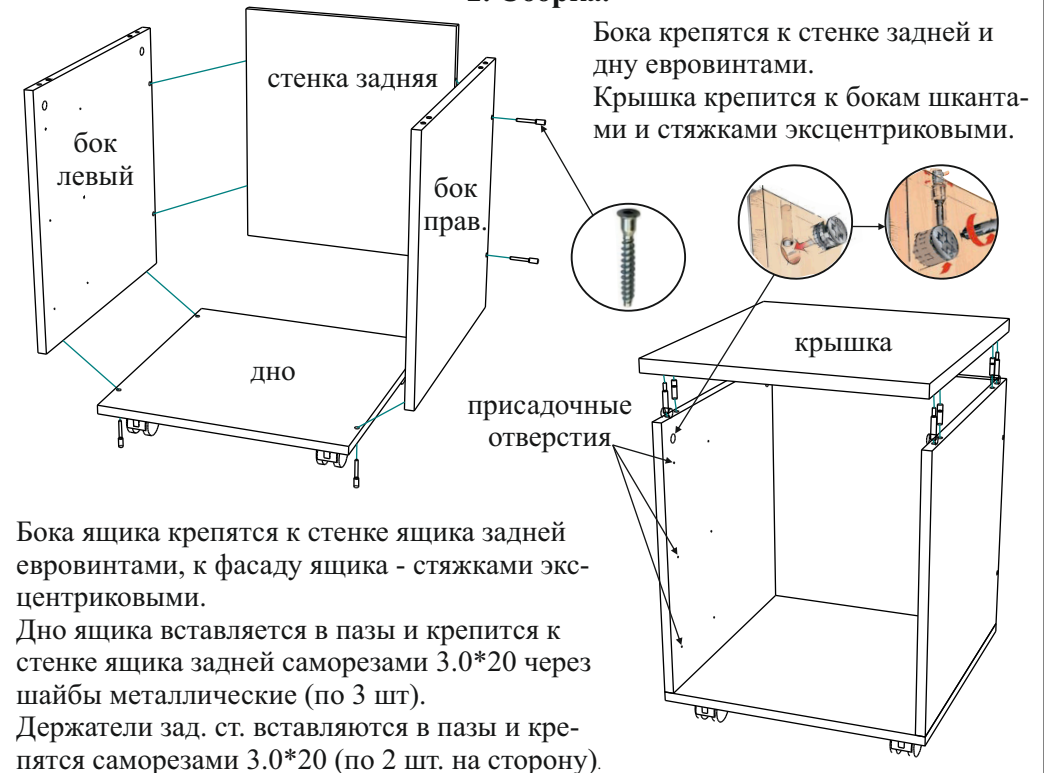 Бока крепятся к стенке задней и
дну евровинтами.
Крышка крепится к бокам шканта-
ми и стяжками эксцентриковыми.
стенка задняя
бок
левый
бок
прав.
дно
крышка
присадочные
отверстия
Бока ящика крепятся к стенке ящика задней
евровинтами, к фасаду ящика - стяжками экс-
центриковыми.
Дно ящика вставляется в пазы и крепится к
стенке ящика задней саморезами 3.0*20 через
шайбы металлические (по 3 шт).
Держатели зад. ст. вставляются в пазы и кре-
пятся саморезами 3.0*20 (по 2 шт. на сторону).